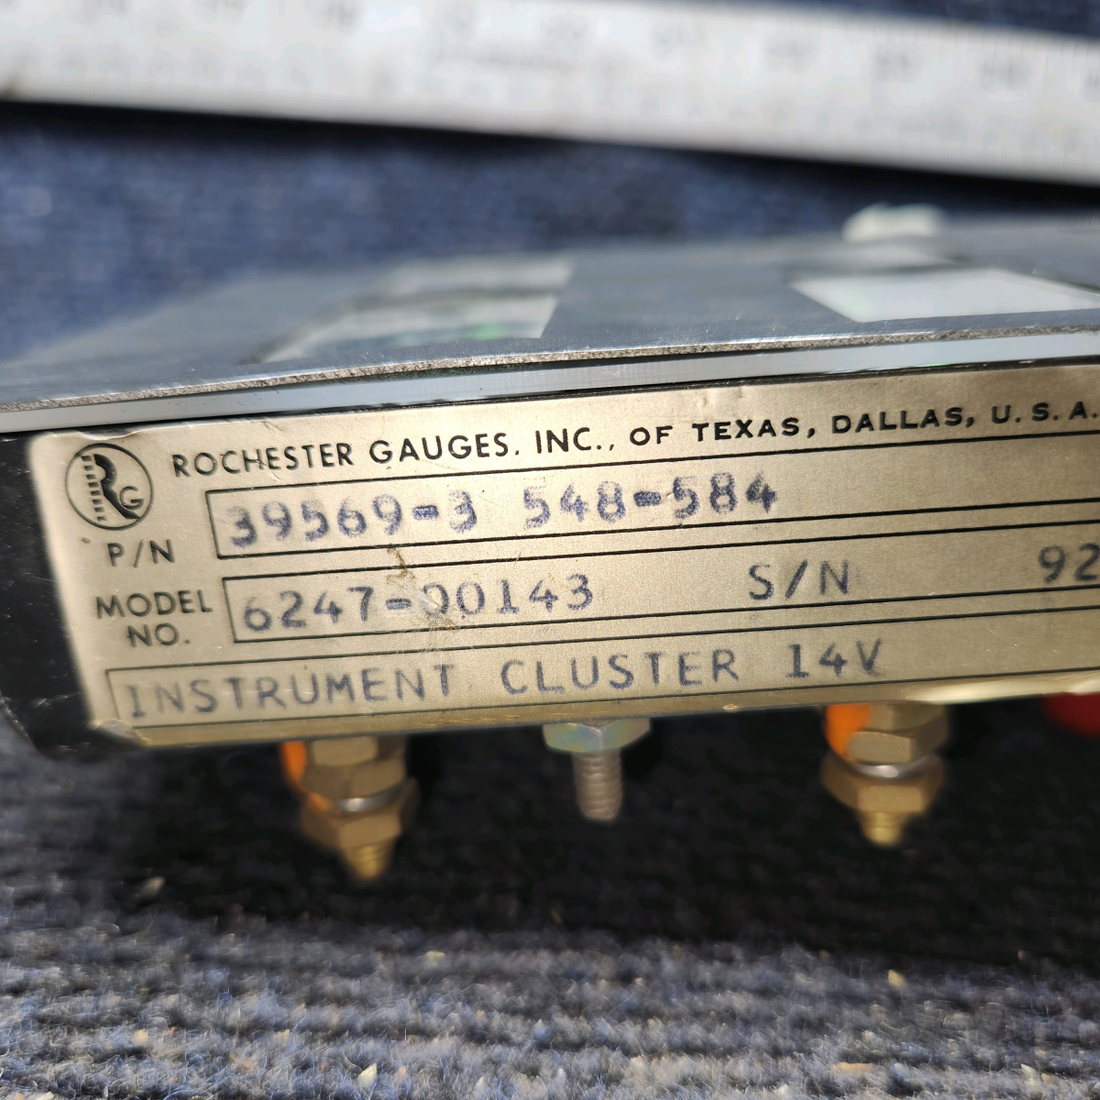 ROCHESTER GAUGES, INC., OF TEXAS, DALLAS, U.S.A.
RG
P/N 39569-3 548-584
MODEL NO. 6247-00143 S/N 92
INSTRUMENT CLUSTER 14V